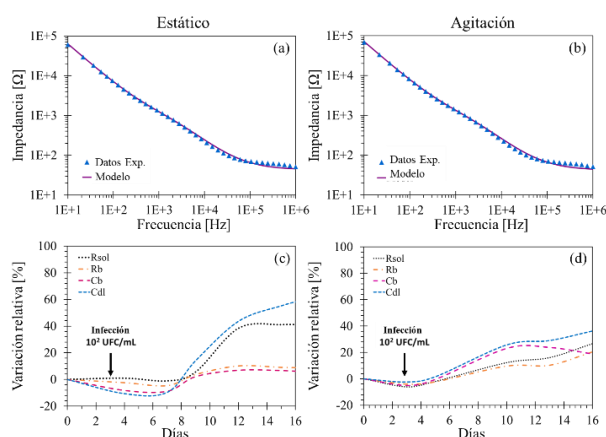 Estático
Agitación
1E+5
1E+4
1E+3
1E+2
1E+1
Impedancia [Ω]
(a)
Datos Exp.
Modelo
1E+1 1E+2 1E+3 1E+4 1E+5 1E+6
Frecuencia [Hz]
1E+5
1E+4
1E+3
1E+2
1E+1
Impedancia [Ω]
(b)
Datos Exp.
Modelo
1E+1 1E+2 1E+3 1E+4 1E+5 1E+6
Frecuencia [Hz]
100
80
60
40
20
0
-20
Variación relativa [%]
(c)
Rsol
Rb
Cb
Cdl
Infección
10² UFC/mL
0 2 4 6 8 10 12 14 16
Días
100
80
60
40
20
0
-20
Variación relativa [%]
(d)
Rsol
Rb
Cb
Cdl
Infección
10² UFC/mL
0 2 4 6 8 10 12 14 16
Días